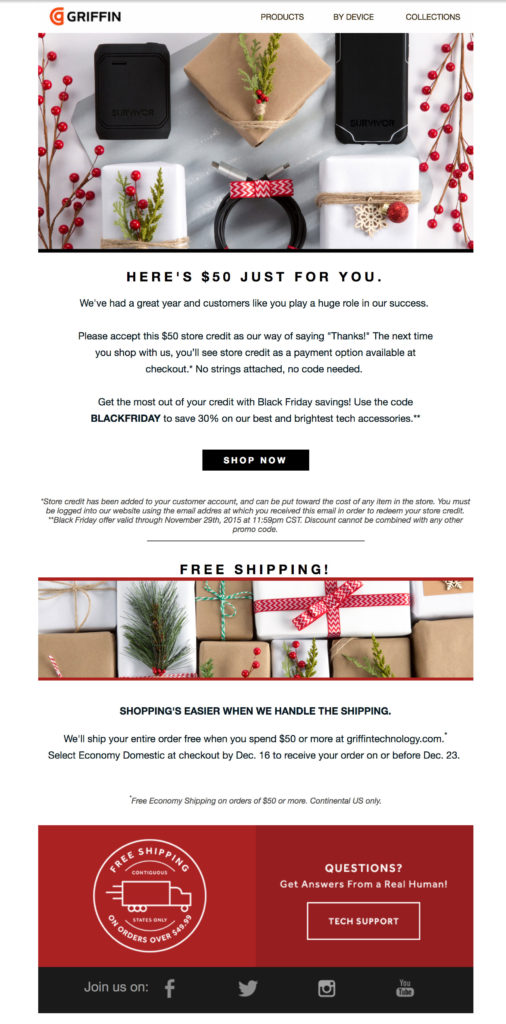 GRIFFIN
PRODUCTS
BY DEVICE
COLLECTIONS
SURVIVOR
SURVIVOR
HERE'S $50 JUST FOR YOU.
We've had a great year and customers like you play a huge role in our success.
Please accept this $50 store credit as our way of saying "Thanks!" The next time
you shop with us, you'll see store credit as a payment option available at
checkout.* No strings attached, no code needed.
Get the most out of your credit with Black Friday savings! Use the code
BLACKFRIDAY to save 30% on our best and brightest tech accessories.**
SHOP NOW
*Store credit has been added to your customer account, and can be put toward the cost of any item in the store. You must
be logged into our website using the email addres at which you received this email in order to redeem your store credit.
**Black Friday offer valid through November 29th, 2015 at 11:59pm CST. Discount cannot be combined with any other
promo code.
FREE SHIPPING!
SHOPPING'S EASIER WHEN WE HANDLE THE SHIPPING.
We'll ship your entire order free when you spend $50 or more at griffintechnology.com.*
Select Economy Domestic at checkout by Dec. 16 to receive your order on or before Dec. 23.
*Free Economy Shipping on orders of $50 or more. Continental US only.
FREE SHIPPING
CONTIGUOUS
STATES ONLY
ON ORDERS OVER $49.99
QUESTIONS?
Get Answers From a Real Human!
TECH SUPPORT
Join us on:
You
Tube